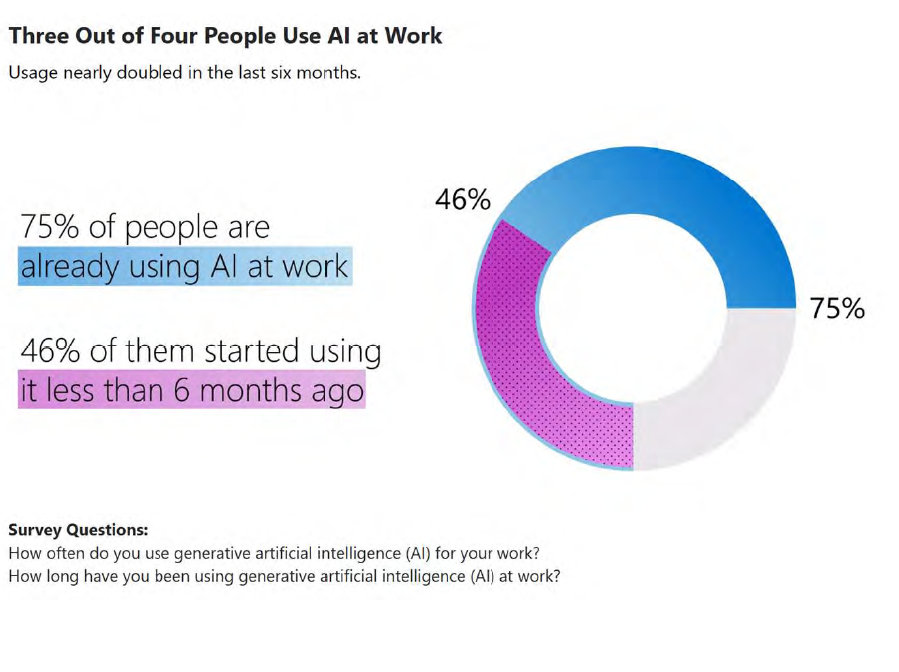 Three Out of Four People Use AI at Work
Usage nearly doubled in the last six months.
75% of people are
already using AI at work
46% of them started using
it less than 6 months ago
46%
75%
Survey Questions:
How often do you use generative artificial intelligence (AI) for your work?
How long have you been using generative artificial intelligence (AI) at work?